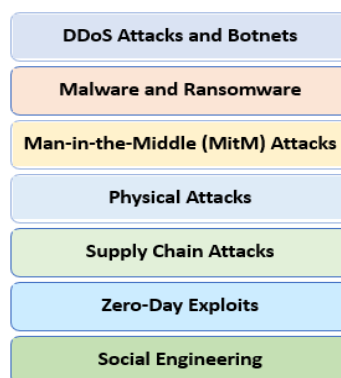 DDoS Attacks and Botnets
Malware and Ransomware
Man-in-the-Middle (MitM) Attacks
Physical Attacks
Supply Chain Attacks
Zero-Day Exploits
Social Engineering